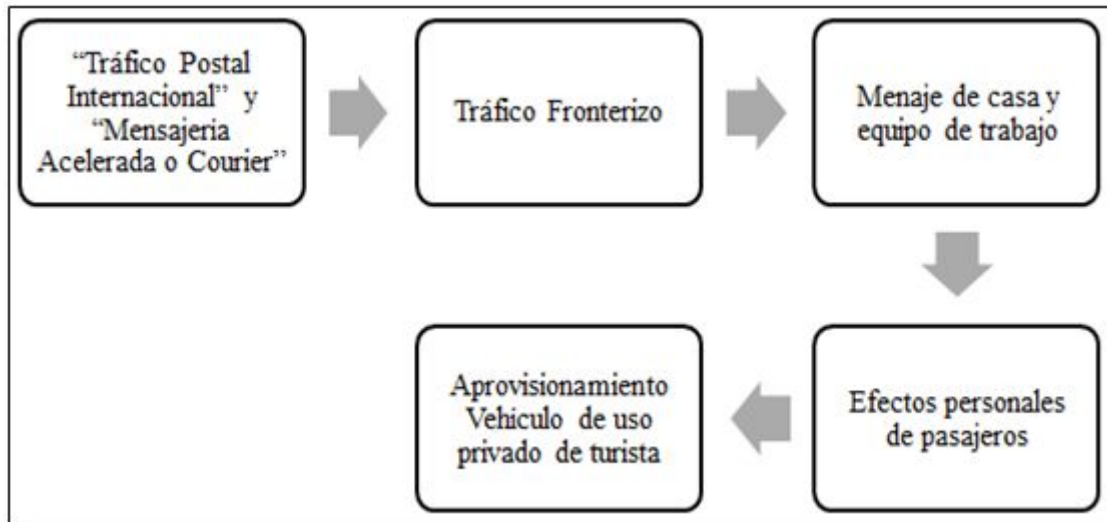 “Tráfico Postal
Internacional” y
“Mensajeria
Acelerada o Courier”
Tráfico Fronterizo
Menaje de casa y
equipo de trabajo
Efectos personales
de pasajeros
Aprovisionamiento
Vehículo de uso
privado de turista